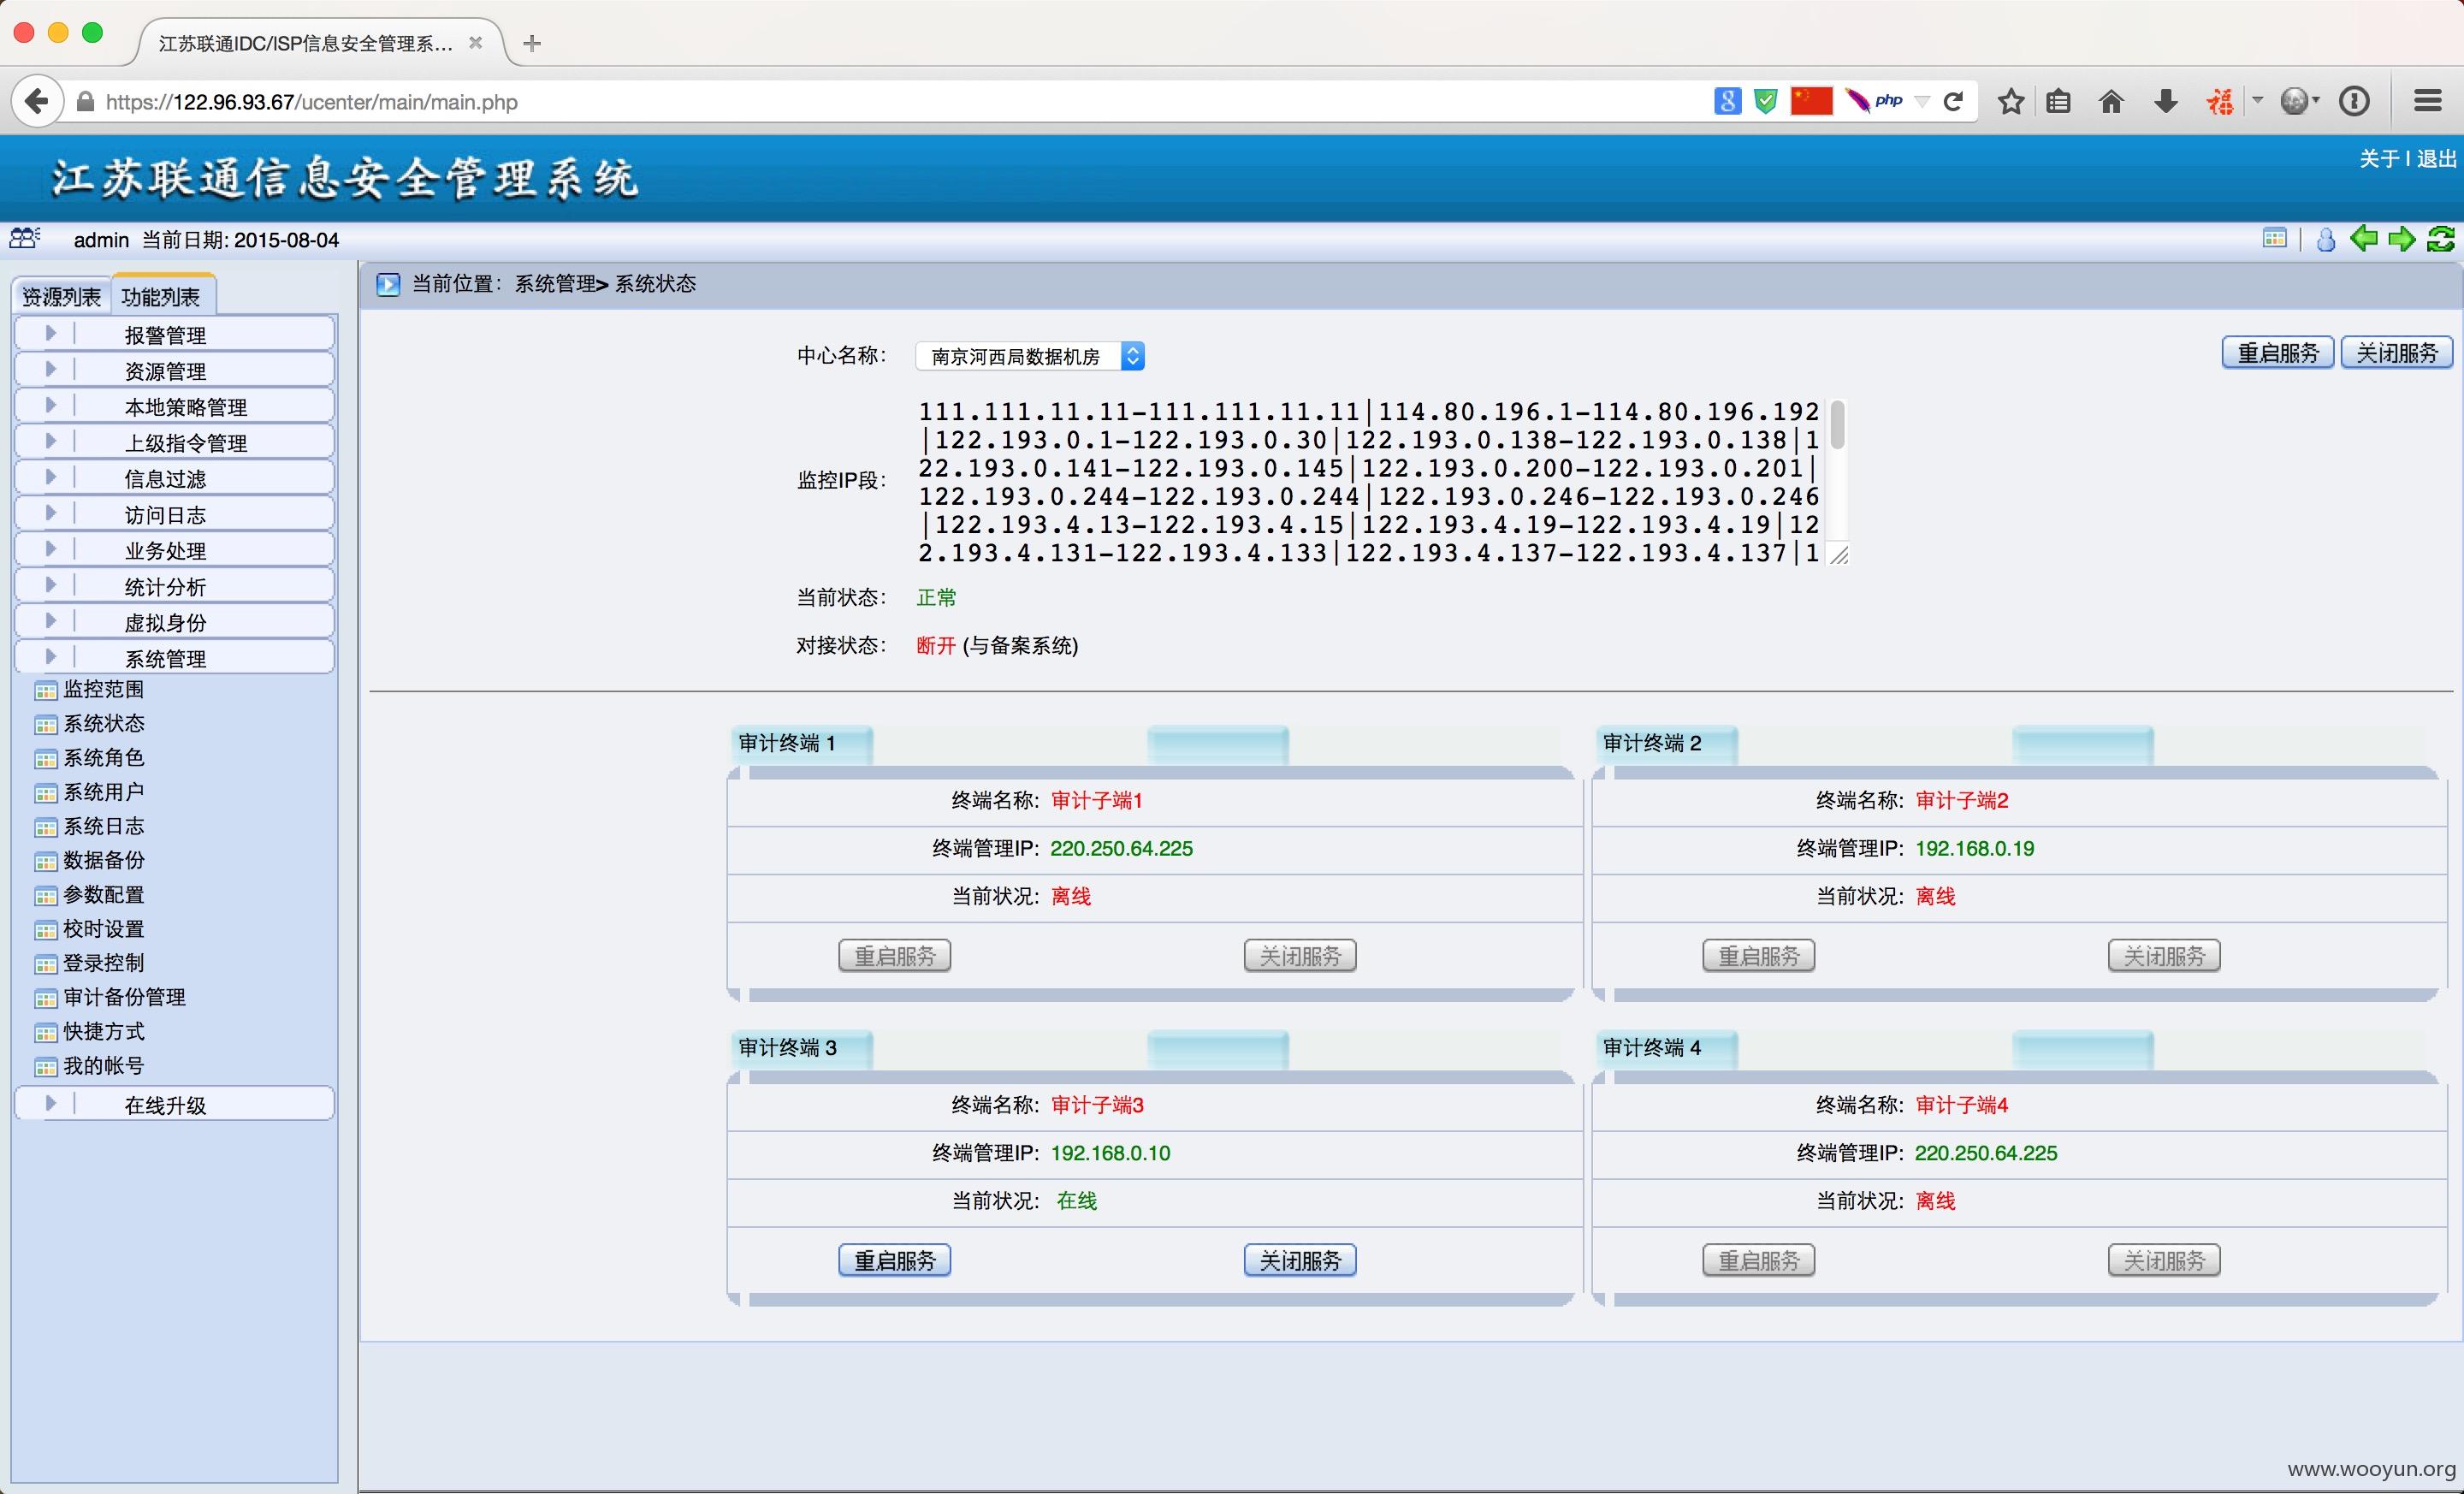 江苏联通IDC/ISP信息安全管理系...
https://122.96.93.67/ucenter/main/main.php
php
福
江苏联通信息安全管理系统
关于 | 退出
admin 当前日期: 2015-08-04
资源列表 功能列表
当前位置：系统管理> 系统状态
报警管理
资源管理
本地策略管理
上级指令管理
信息过滤
访问日志
业务处理
统计分析
虚拟身份
系统管理
监控范围
系统状态
系统角色
系统用户
系统日志
数据备份
参数配置
校时设置
登录控制
审计备份管理
快捷方式
我的帐号
在线升级
中心名称： 南京河西局数据机房
重启服务 关闭服务
监控IP段：
111.111.11.11-111.111.11.11|114.80.196.1-114.80.196.192
|122.193.0.1-122.193.0.30|122.193.0.138-122.193.0.138|1
22.193.0.141-122.193.0.145|122.193.0.200-122.193.0.201|
122.193.0.244-122.193.0.244|122.193.0.246-122.193.0.246
|122.193.4.13-122.193.4.15|122.193.4.19-122.193.4.19|12
2.193.4.131-122.193.4.133|122.193.4.137-122.193.4.137|1
当前状态： 正常
对接状态： 断开 (与备案系统)
审计终端 1
终端名称: 审计子端1
终端管理IP: 220.250.64.225
当前状况: 离线
重启服务 关闭服务
审计终端 2
终端名称: 审计子端2
终端管理IP: 192.168.0.19
当前状况: 离线
重启服务 关闭服务
审计终端 3
终端名称: 审计子端3
终端管理IP: 192.168.0.10
当前状况: 在线
重启服务 关闭服务
审计终端 4
终端名称: 审计子端4
终端管理IP: 220.250.64.225
当前状况: 离线
重启服务 关闭服务
www.wooyun.org